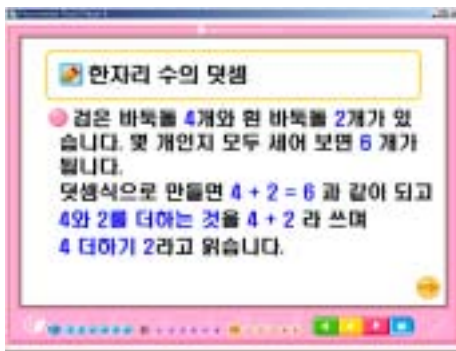 한자리 수의 덧셈
검은 바둑돌 4개와 흰 바둑돌 2개가 있
습니다. 몇 개인지 모두 세어 보면 6 개가
됩니다.
덧셈식으로 만들면 4 + 2 = 6 과 같이 되고
4와 2를 더하는 것을 4 + 2 라 쓰며
4 더하기 2라고 읽습니다.